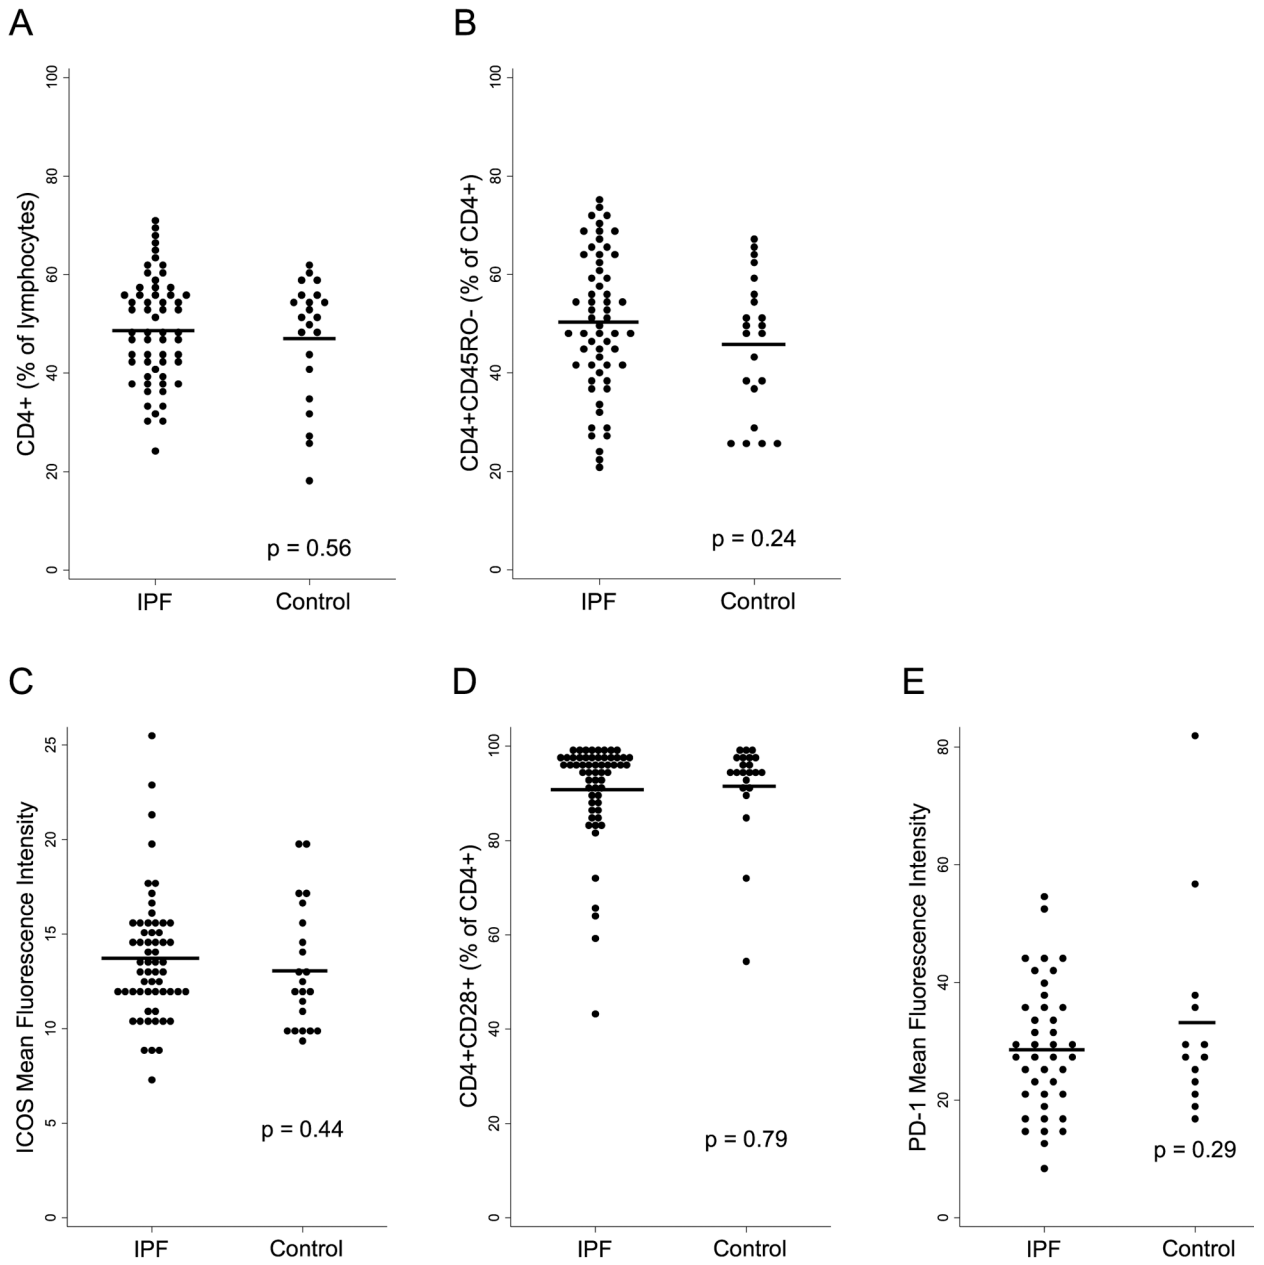 A
CD4+ (% of lymphocytes)
100
80
60
40
20
0
p = 0.56
IPF
Control
B
CD4+CD45RO- (% of CD4+)
100
80
60
40
20
0
p = 0.24
IPF
Control
C
ICOS Mean Fluorescence Intensity
25
20
15
10
5
0
p = 0.44
IPF
Control
D
CD4+CD28+ (% of CD4+)
100
80
60
40
20
0
p = 0.79
IPF
Control
E
PD-1 Mean Fluorescence Intensity
80
60
40
20
0
p = 0.29
IPF
Control